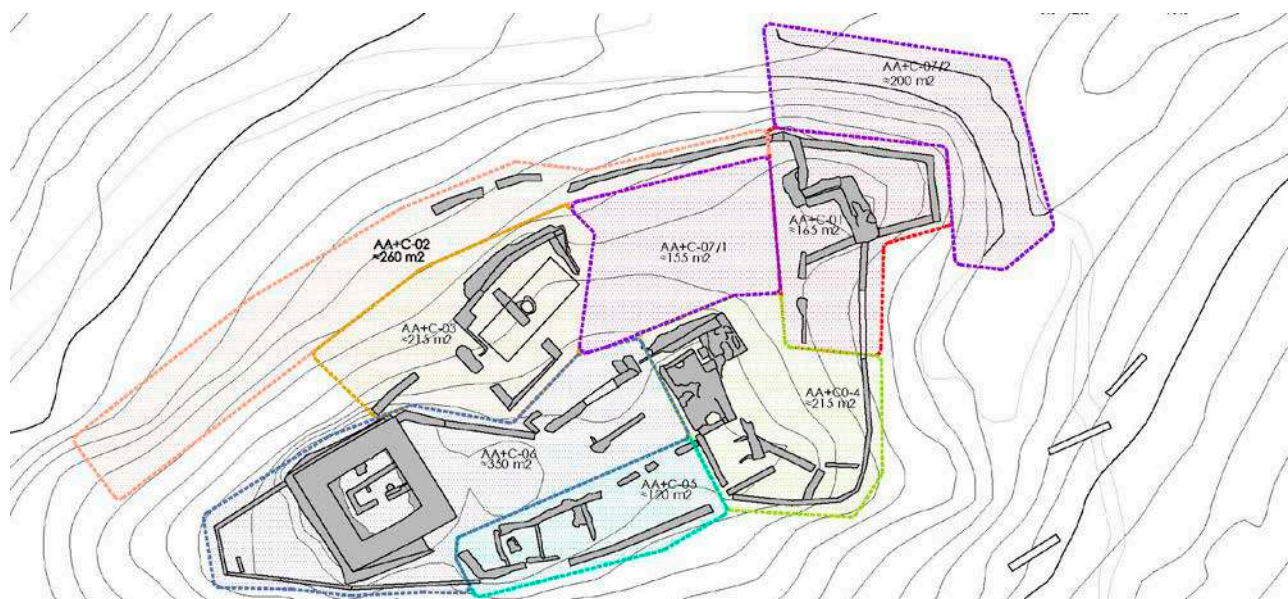 AA+C-07/2
≈200 m2
AA+C-01
≈165 m2
AA+C-02
≈260 m2
AA+C-07/1
≈155 m2
AA+C-03
≈215 m2
AA+C0-4
≈215 m2
AA+C-06
≈350 m2
AA+C-05
≈120 m2